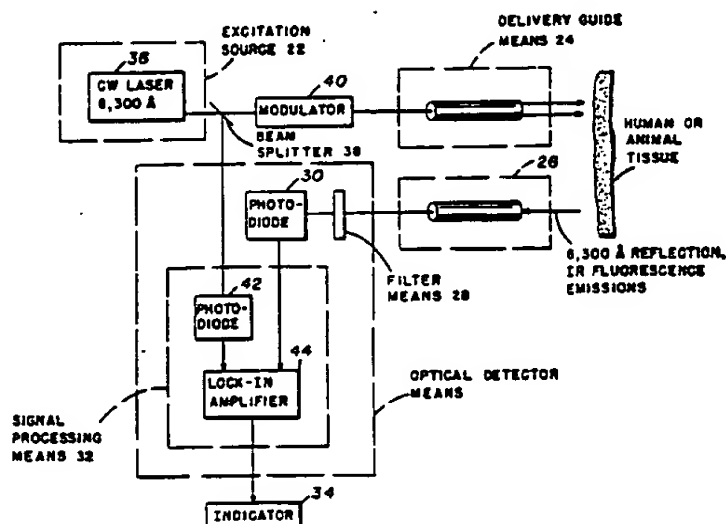 EXCITATION
SOURCE 22
36
CW LASER
6,300 Å
40
MODULATOR
BEAM
SPLITTER 38
DELIVERY GUIDE
MEANS 24
HUMAN OR
ANIMAL
TISSUE
26
6,300 Å REFLECTION,
IR FLUORESCENCE
EMISSIONS
30
PHOTO-
DIODE
FILTER
MEANS 28
42
PHOTO-
DIODE
44
LOCK-IN
AMPLIFIER
OPTICAL DETECTOR
MEANS
SIGNAL
PROCESSING
MEANS 32
34
INDICATOR